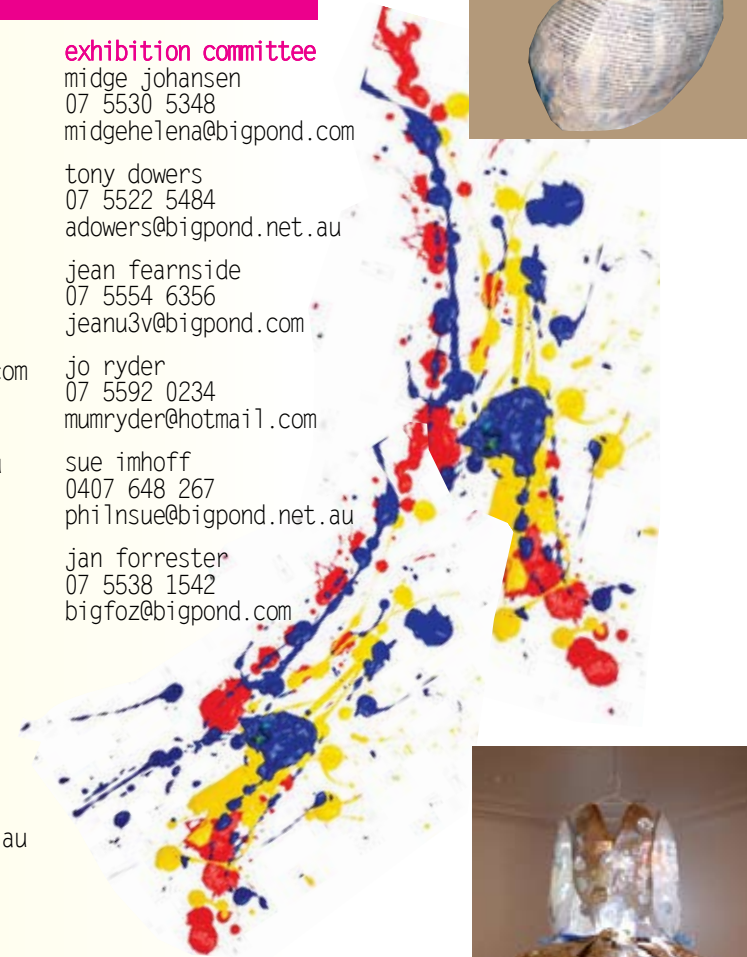 exhibition committee
midge johansen
07 5530 5348
midgehelena@bigpond.com
tony dowers
07 5522 5484
adowers@bigpond.net.au
jean fearnside
07 5554 6356
jeanu3v@bigpond.com
jo ryder
07 5592 0234
mumryder@hotmail.com
sue imhoff
0407 648 267
philnsue@bigpond.net.au
jan forrester
07 5538 1542
bigfoz@bigpond.com
com
au